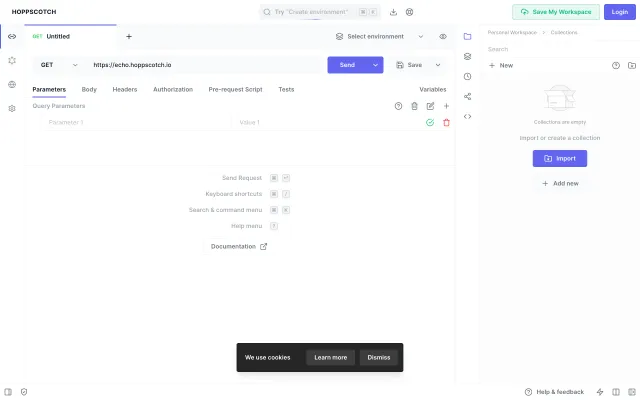 HOPPSCOTCH
Try "Create environment" ⌘ K
Save My Workspace
Login
GET Untitled
Select environment
Personal Workspace > Collections
Search
GET
https://echo.hoppscotch.io
Send
Save
New
Parameters Body Headers Authorization Pre-request Script Tests Variables
Query Parameters
Parameter 1 Value 1
Collections are empty
Import or create a collection
Import
Add new
Send Request ⌘ ⏎
Keyboard shortcuts ⌘ /
Search & command menu ⌘ K
Help menu ?
Documentation
We use cookies
Learn more
Dismiss
Help & feedback